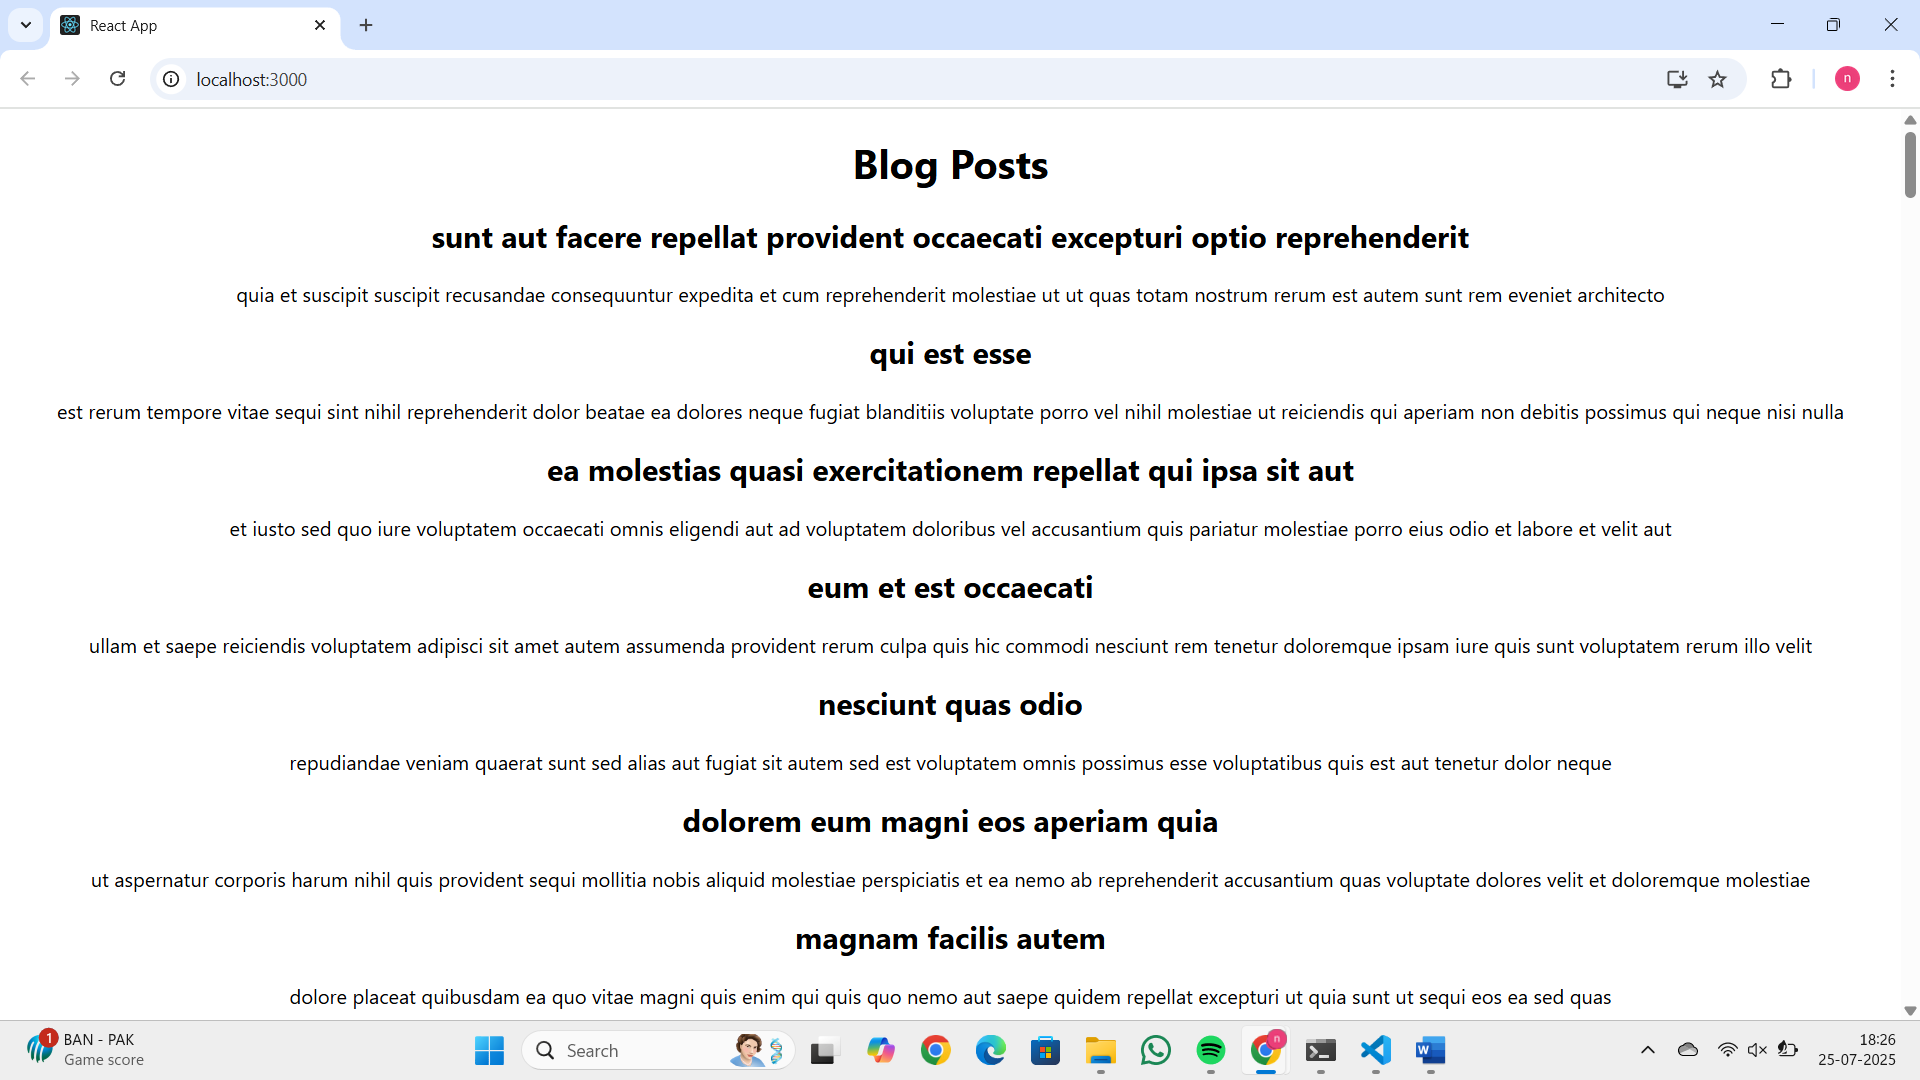 React App
localhost:3000
n
Blog Posts
sunt aut facere repellat provident occaecati excepturi optio reprehenderit
quia et suscipit suscipit recusandae consequuntur expedita et cum reprehenderit molestiae ut ut quas totam nostrum rerum est autem sunt rem eveniet architecto
qui est esse
est rerum tempore vitae sequi sint nihil reprehenderit dolor beatae ea dolores neque fugiat blanditiis voluptate porro vel nihil molestiae ut reiciendis qui aperiam non debitis possimus qui neque nisi nulla
ea molestias quasi exercitationem repellat qui ipsa sit aut
et iusto sed quo iure voluptatem occaecati omnis eligendi aut ad voluptatem doloribus vel accusantium quis pariatur molestiae porro eius odio et labore et velit aut
eum et est occaecati
ullam et saepe reiciendis voluptatem adipisci sit amet autem assumenda provident rerum culpa quis hic commodi nesciunt rem tenetur doloremque ipsam iure quis sunt voluptatem rerum illo velit
nesciunt quas odio
repudiandae veniam quaerat sunt sed alias aut fugiat sit autem sed est voluptatem omnis possimus esse voluptatibus quis est aut tenetur dolor neque
dolorem eum magni eos aperiam quia
ut aspernatur corporis harum nihil quis provident sequi mollitia nobis aliquid molestiae perspiciatis et ea nemo ab reprehenderit accusantium quas voluptate dolores velit et doloremque molestiae
magnam facilis autem
dolore placeat quibusdam ea quo vitae magni quis enim qui quis quo nemo aut saepe quidem repellat excepturi ut quia sunt ut sequi eos ea sed quas
1
BAN - PAK
Game score
Search
n
W
18:26
25-07-2025